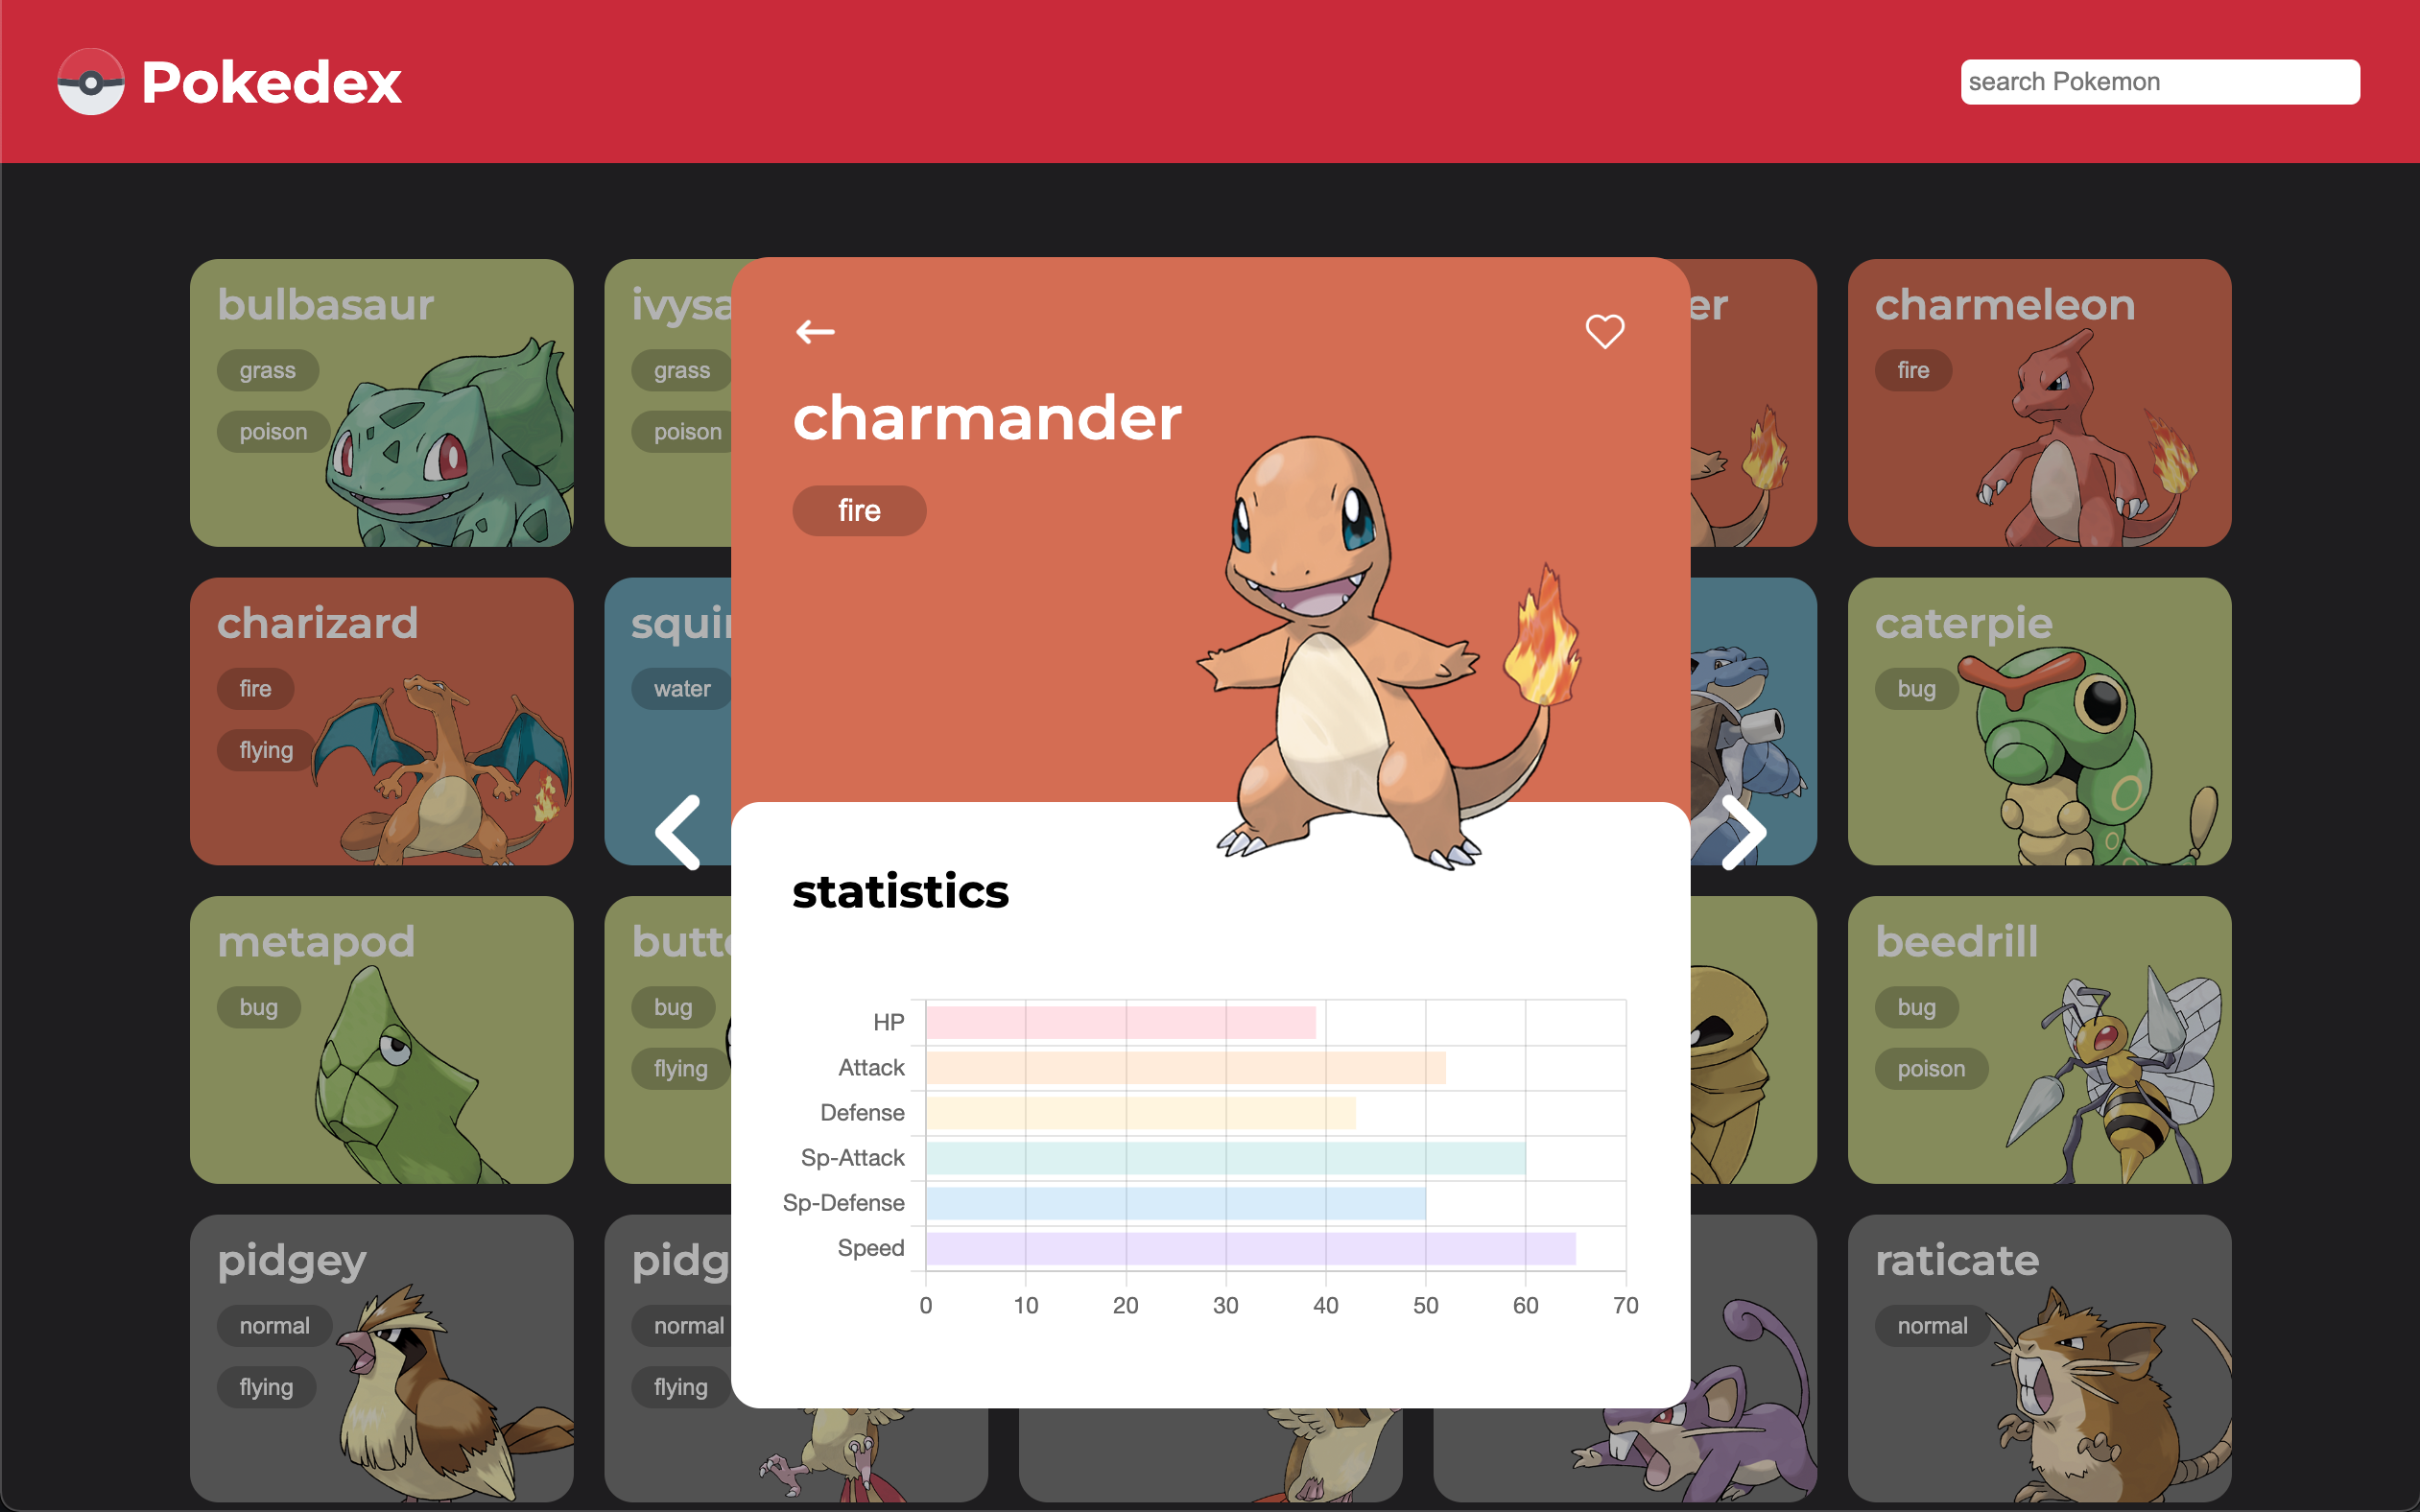 Pokedex
search Pokemon
bulbasaur
grass
poison
ivysa
grass
poison
er
charmeleon
fire
charizard
fire
flying
squir
water
caterpie
bug
metapod
bug
butte
bug
flying
beedrill
bug
poison
pidgey
normal
flying
pidg
normal
flying
raticate
normal
charmander
fire
statistics
HP
Attack
Defense
Sp-Attack
Sp-Defense
Speed
0 10 20 30 40 50 60 70